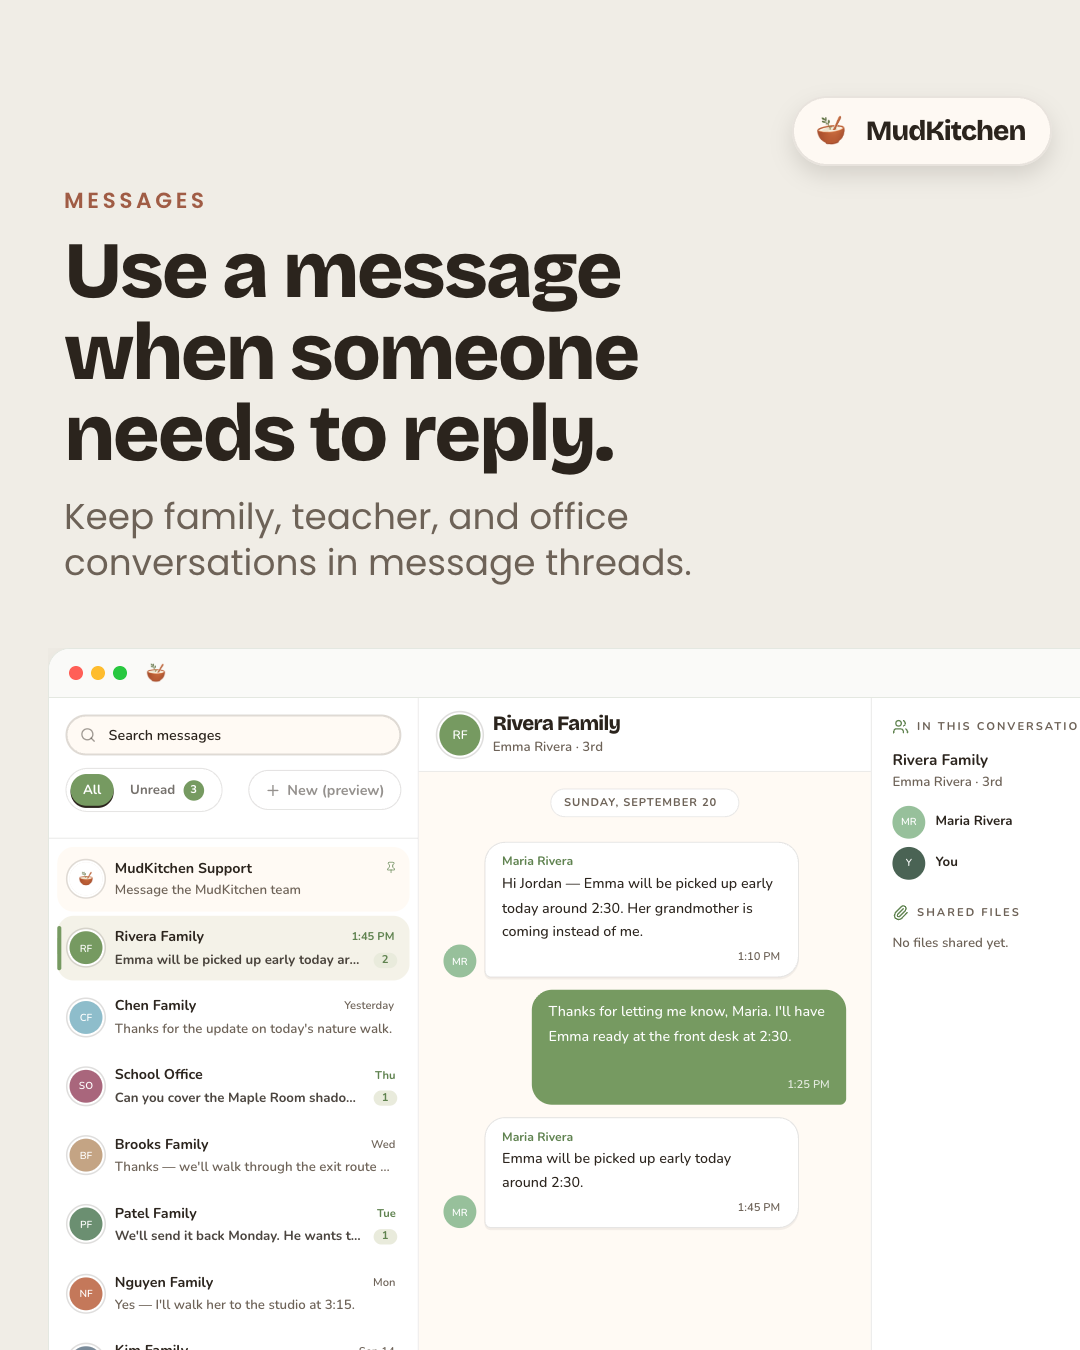 MudKitchen
MESSAGES
Use a message
when someone
needs to reply.
Keep family, teacher, and office
conversations in message threads.
Search messages
All
Unread 3
+ New (preview)
MudKitchen Support
Message the MudKitchen team
RF
Rivera Family
1:45 PM
Emma will be picked up early today ar...
2
CF
Chen Family
Yesterday
Thanks for the update on today's nature walk.
SO
School Office
Thu
Can you cover the Maple Room shado...
1
BF
Brooks Family
Wed
Thanks — we'll walk through the exit route ...
PF
Patel Family
Tue
We'll send it back Monday. He wants t...
1
NF
Nguyen Family
Mon
Yes — I'll walk her to the studio at 3:15.
Kim Family
Sep 14
RF
Rivera Family
Emma Rivera · 3rd
SUNDAY, SEPTEMBER 20
Maria Rivera
Hi Jordan — Emma will be picked up early
today around 2:30. Her grandmother is
coming instead of me.
1:10 PM
MR
Thanks for letting me know, Maria. I'll have
Emma ready at the front desk at 2:30.
1:25 PM
Maria Rivera
Emma will be picked up early today
around 2:30.
1:45 PM
MR
IN THIS CONVERSATIO
Rivera Family
Emma Rivera · 3rd
MR
Maria Rivera
Y
You
SHARED FILES
No files shared yet.